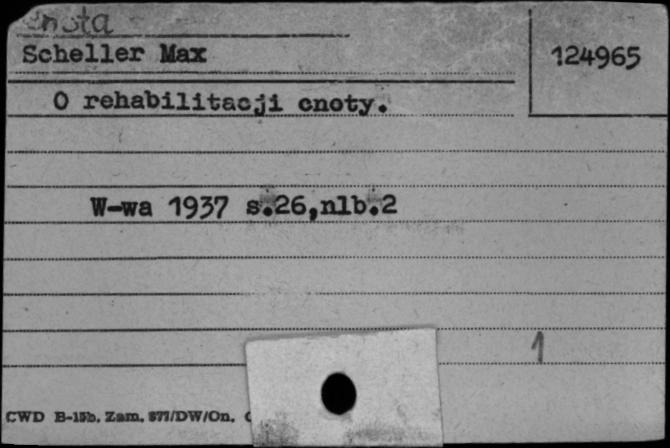 cnota
Scheller Max
124965
O rehabilitacji cnoty.
W-wa 1937 s.26,nlb.2
1
CWD B-15b. Zam. 877/DW/On.